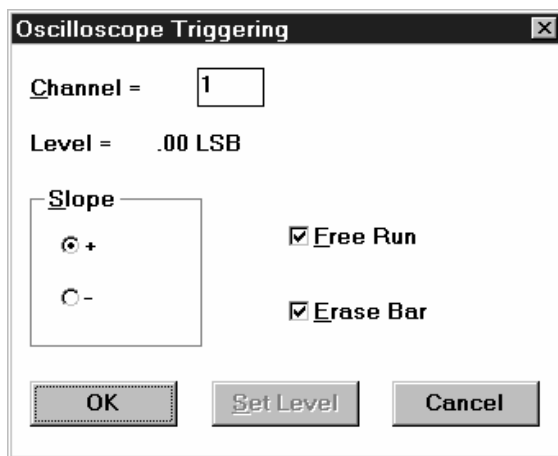 Oscilloscope Triggering
Channel = 1
Level = .00 LSB
Slope
+
-
Free Run
Erase Bar
OK Set Level Cancel